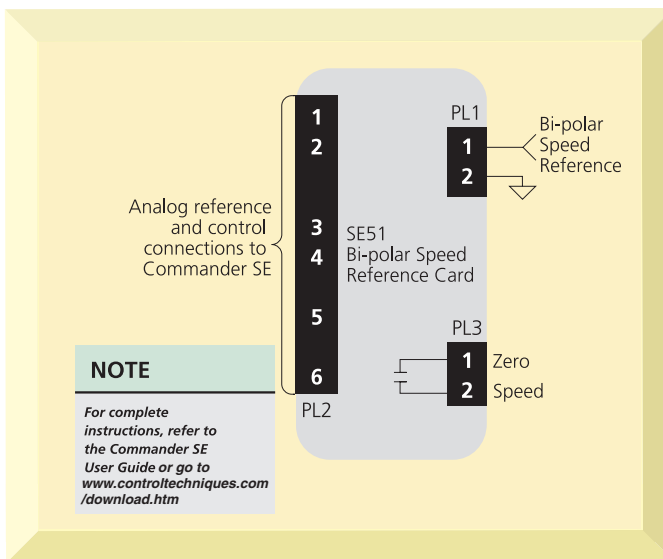 1
2
3
4
5
6
PL2
Analog reference
and control
connections to
Commander SE
SE51
Bi-polar Speed
Reference Card
PL1
1
2
Bi-polar
Speed
Reference
PL3
1 Zero
2 Speed
NOTE
For complete
instructions, refer to
the Commander SE
User Guide or go to
www.controltechniques.com
/download.htm